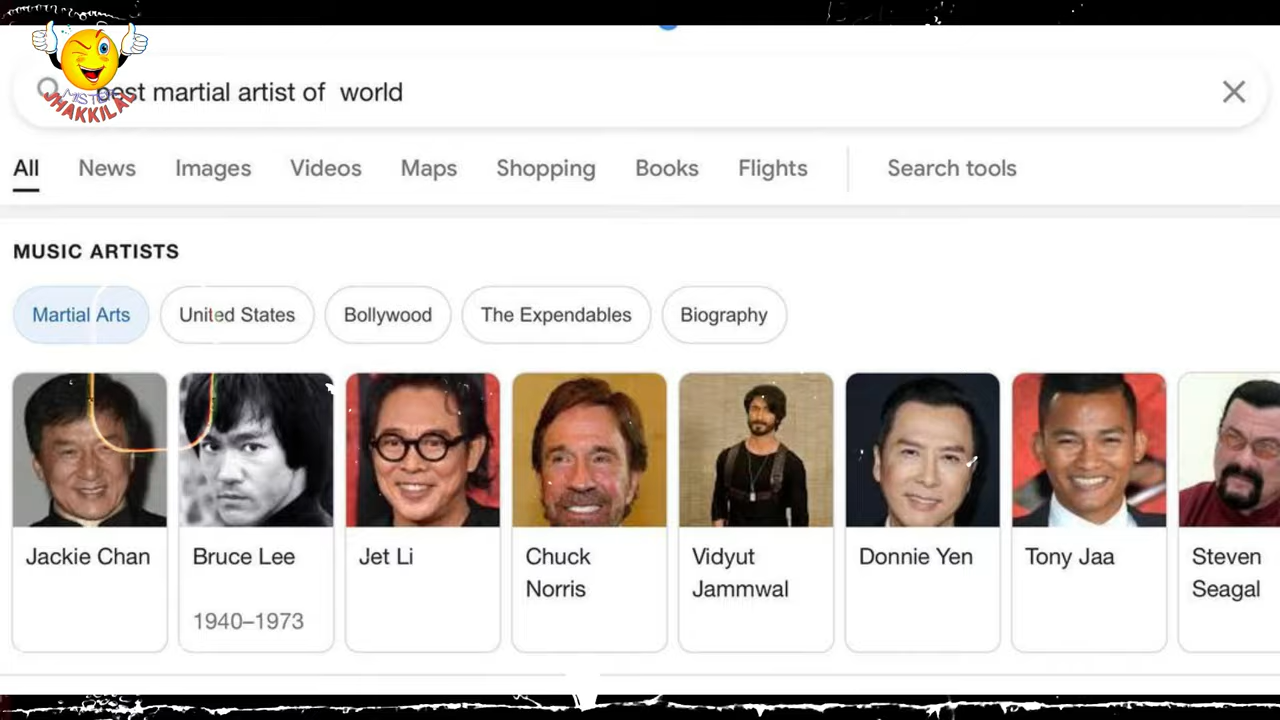 MISTER
JHAKKILAL
best martial artist of world
All News Images Videos Maps Shopping Books Flights Search tools
MUSIC ARTISTS
Martial Arts United States Bollywood The Expendables Biography
Jackie Chan Bruce Lee Jet Li Chuck Norris Vidyut Jammwal Donnie Yen Tony Jaa Steven Seagal
1940–1973